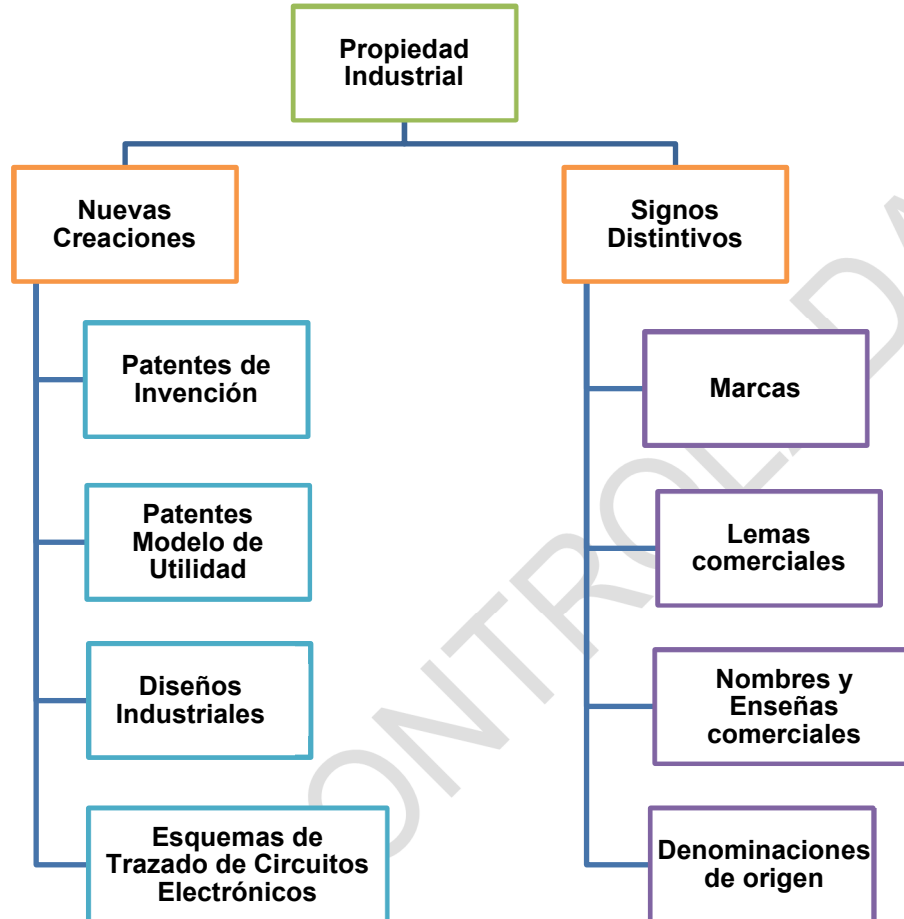 Propiedad
Industrial
Nuevas
Creaciones
Patentes de
Invención
Patentes
Modelo de
Utilidad
Diseños
Industriales
Esquemas de
Trazado de Circuitos
Electrónicos
Signos
Distintivos
Marcas
Lemas
comerciales
Nombres y
Enseñas
comerciales
Denominaciones
de origen